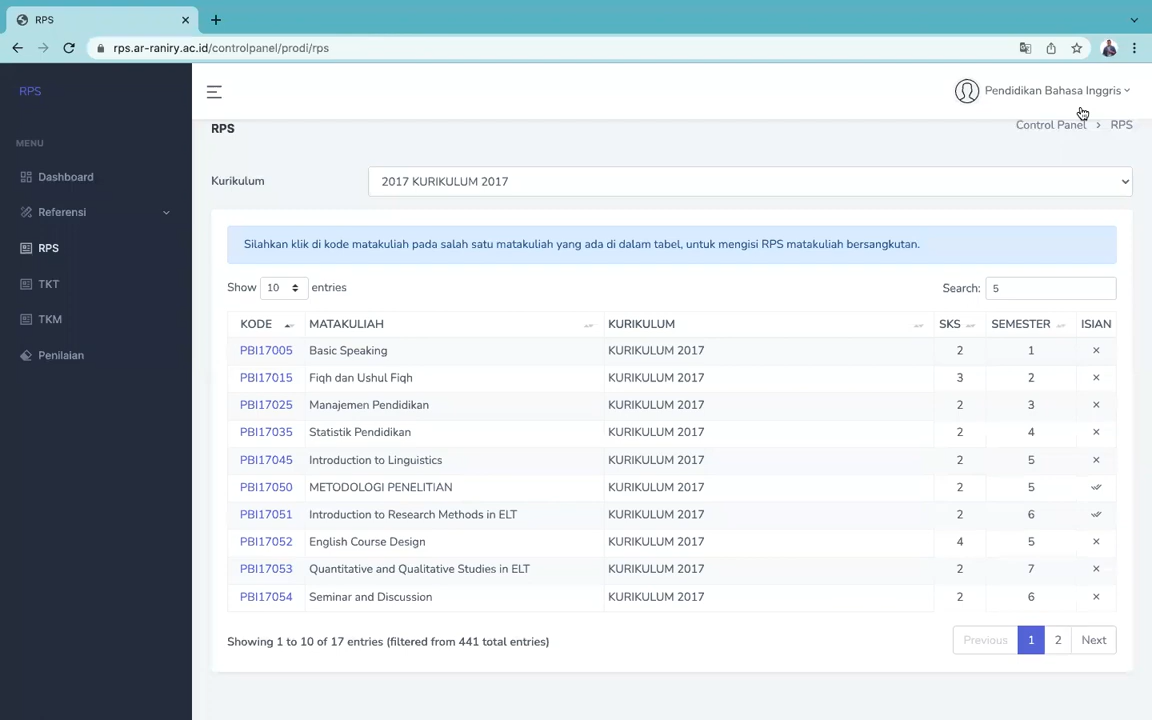 RPS
rps.ar-raniry.ac.id/controlpanel/prodi/rps
RPS
Pendidikan Bahasa Inggris
RPS
Control Panel > RPS
MENU
Dashboard
Referensi
RPS
TKT
TKM
Penilaian
Kurikulum
2017 KURIKULUM 2017
Silahkan klik di kode matakuliah pada salah satu matakuliah yang ada di dalam tabel, untuk mengisi RPS matakuliah bersangkutan.
Show 10 entries Search: 5
KODE MATAKULIAH KURIKULUM SKS SEMESTER ISIAN
PBI17005 Basic Speaking KURIKULUM 2017 2 1 ×
PBI17015 Fiqh dan Ushul Fiqh KURIKULUM 2017 3 2 ×
PBI17025 Manajemen Pendidikan KURIKULUM 2017 2 3 ×
PBI17035 Statistik Pendidikan KURIKULUM 2017 2 4 ×
PBI17045 Introduction to Linguistics KURIKULUM 2017 2 5 ×
PBI17050 METODOLOGI PENELITIAN KURIKULUM 2017 2 5
PBI17051 Introduction to Research Methods in ELT KURIKULUM 2017 2 6
PBI17052 English Course Design KURIKULUM 2017 4 5 ×
PBI17053 Quantitative and Qualitative Studies in ELT KURIKULUM 2017 2 7 ×
PBI17054 Seminar and Discussion KURIKULUM 2017 2 6 ×
Showing 1 to 10 of 17 entries (filtered from 441 total entries)
Previous 1 2 Next